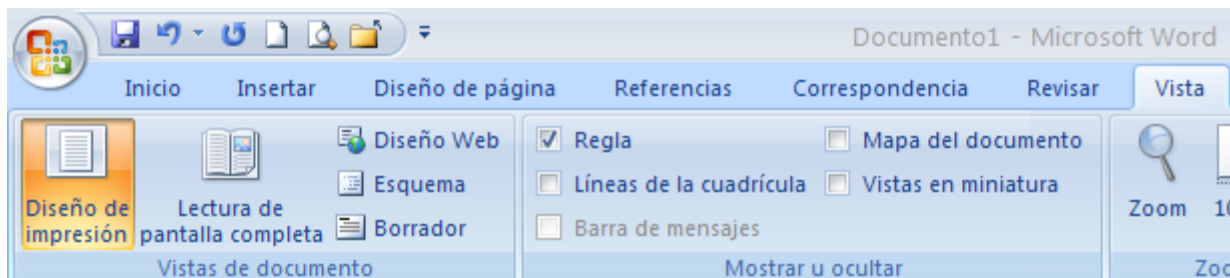 Documento1 - Microsoft Word
Inicio Insertar Diseño de página Referencias Correspondencia Revisar Vista
Diseño de impresión
Lectura de pantalla completa
Diseño Web
Esquema
Borrador
Vistas de documento
Regla
Líneas de la cuadrícula
Barra de mensajes
Mapa del documento
Vistas en miniatura
Mostrar u ocultar
Zoom